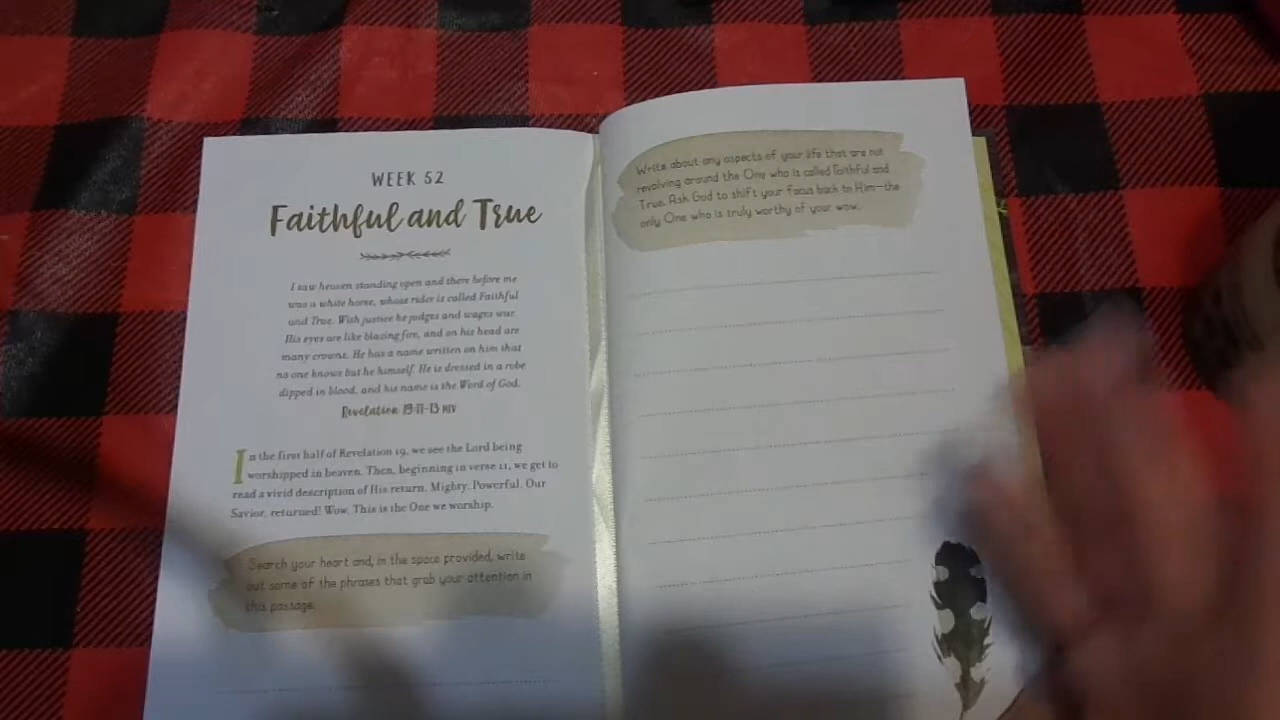 WEEK 52
Faithful and True
I saw heaven standing open and there before me
was a white horse, whose rider is called Faithful
and True. With justice he judges and wages war.
His eyes are like blazing fire, and on his head are
many crowns. He has a name written on him that
no one knows but he himself. He is dressed in a robe
dipped in blood, and his name is the Word of God.
Revelation 19:11-13 NIV
In the first half of Revelation 19, we see the Lord being
worshipped in heaven. Then, beginning in verse 11, we get to
read a vivid description of His return. Mighty. Powerful. Our
Savior, returned! Wow. This is the One we worship.
Search your heart and, in the space provided, write
out some of the phrases that grab your attention in
this passage.
Write about any aspects of your life that are not
revolving around the One who is called Faithful and
True. Ask God to shift your focus back to Him—the
only One who is truly worthy of your wow.